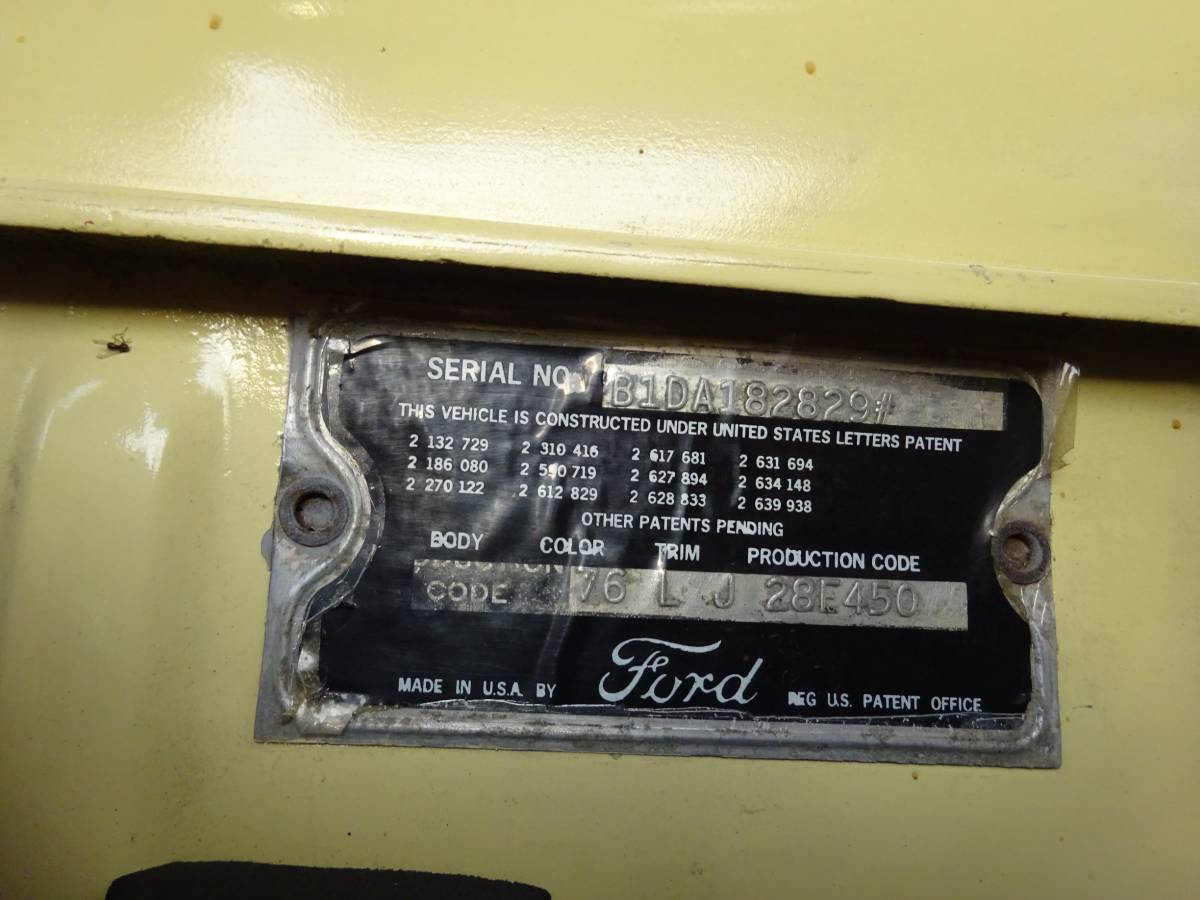 SERIAL NO. B1DA182829#
THIS VEHICLE IS CONSTRUCTED UNDER UNITED STATES LETTERS PATENT
2 132 729 2 310 416 2 617 681 2 631 694
2 186 080 2 590 719 2 627 894 2 634 148
2 270 122 2 612 829 2 628 833 2 639 938
OTHER PATENTS PENDING
BODY COLOR TRIM PRODUCTION CODE
CODE 76 L J 28E450
MADE IN U.S.A. BY Ford REG U.S. PATENT OFFICE